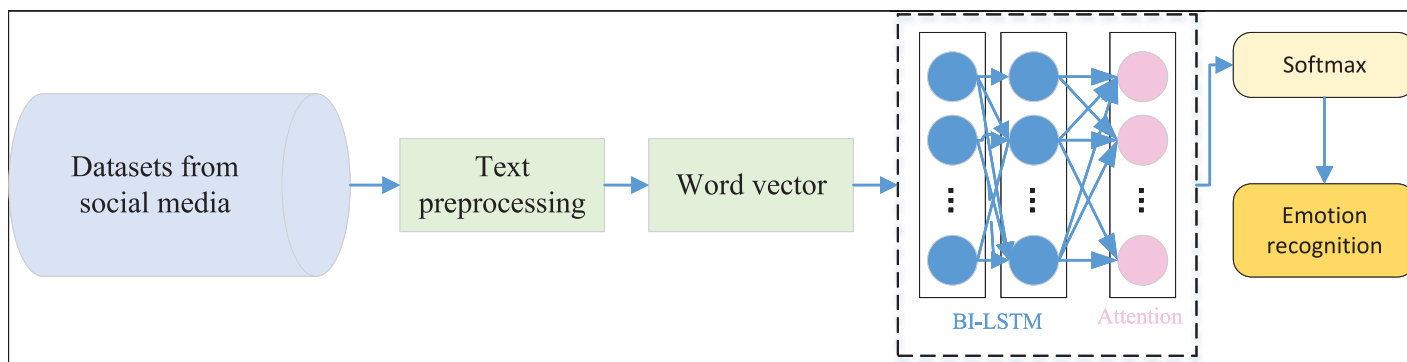 Datasets from
social media
Text
preprocessing
Word vector
BI-LSTM
Attention
Softmax
Emotion
recognition